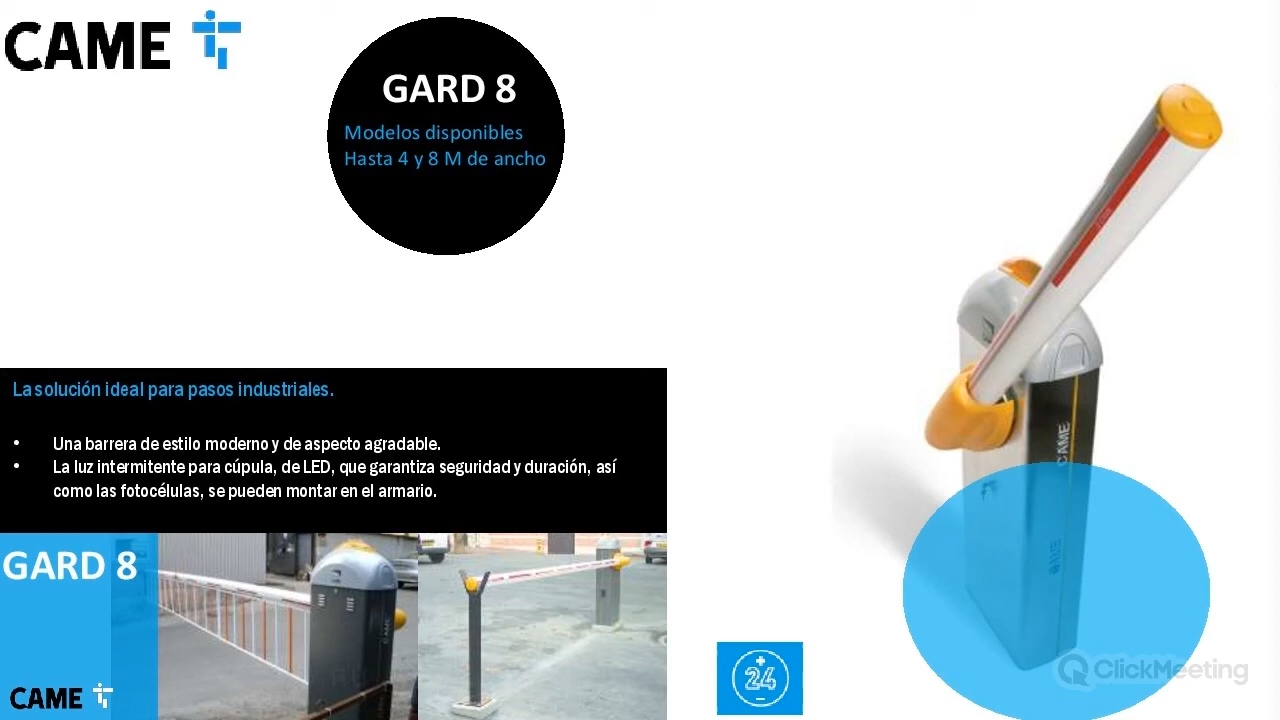 CAME
GARD 8
Modelos disponibles
Hasta 4 y 8 M de ancho
La solución ideal para pasos industriales.
• Una barrera de estilo moderno y de aspecto agradable.
• La luz intermitente para cúpula, de LED, que garantiza seguridad y duración, así
como las fotocélulas, se pueden montar en el armario.
GARD 8
CAME
CAME
CAME
+
24
-
ClickMeeting